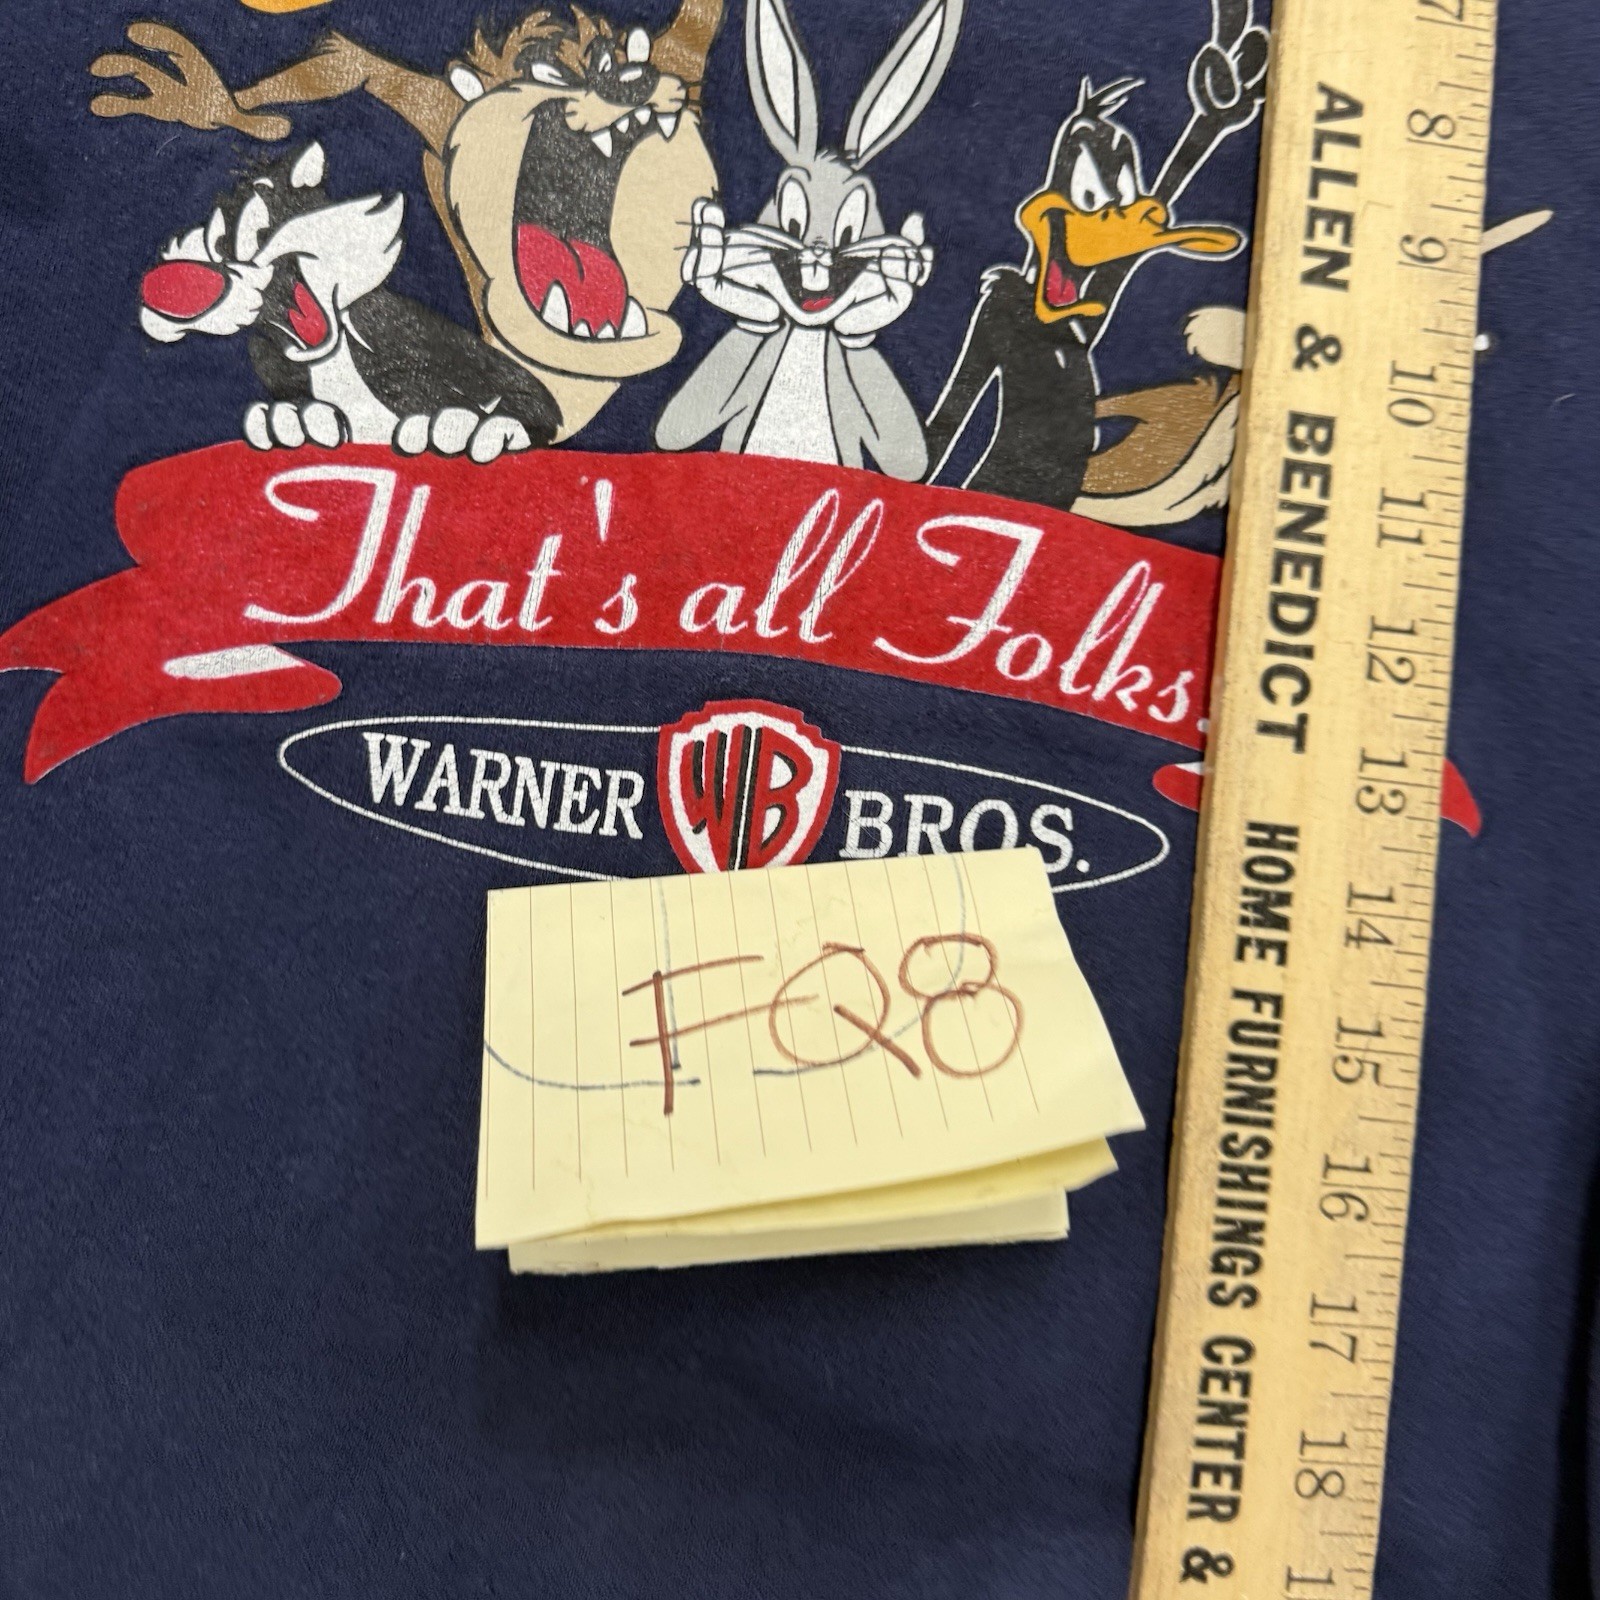 That's all Folks.
WARNER WB BROS.
FQ8
ALLEN & BENEDICT HOME FURNISHINGS CENTER &
7 8 9 10 11 12 13 14 15 16 17 18 1